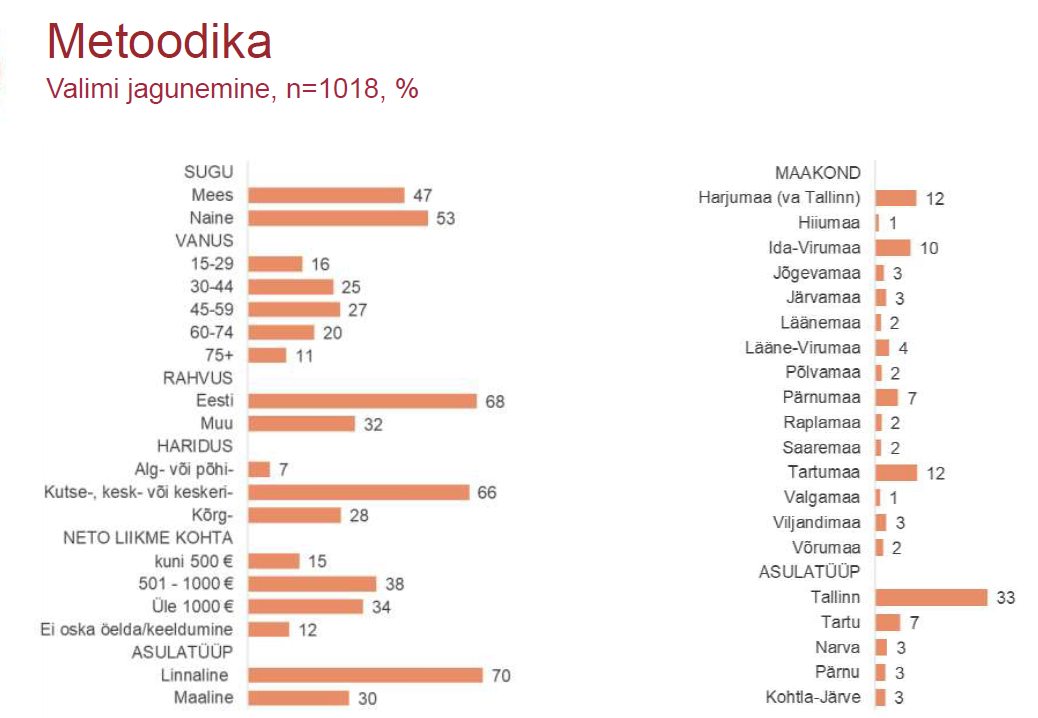 Metoodika
Valimi jagunemine, n=1018, %
SUGU
Mees 47
Naine 53
VANUS
15-29 16
30-44 25
45-59 27
60-74 20
75+ 11
RAHVUS
Eesti 68
Muu 32
HARIDUS
Alg- või põhi- 7
Kutse-, kesk- või keskeri- 66
Kõrg- 28
NETO LIIKME KOHTA
kuni 500 € 15
501 - 1000 € 38
Üle 1000 € 34
Ei oska öelda/keeldumine 12
ASULATÜÜP
Linnaline 70
Maaline 30
MAAKOND
Harjumaa (va Tallinn) 12
Hiiumaa 1
Ida-Virumaa 10
Jõgevamaa 3
Järvamaa 3
Läänemaa 2
Lääne-Virumaa 4
Põlvamaa 2
Pärnumaa 7
Raplamaa 2
Saaremaa 2
Tartumaa 12
Valgamaa 1
Viljandimaa 3
Võrumaa 2
ASULATÜÜP
Tallinn 33
Tartu 7
Narva 3
Pärnu 3
Kohtla-Järve 3